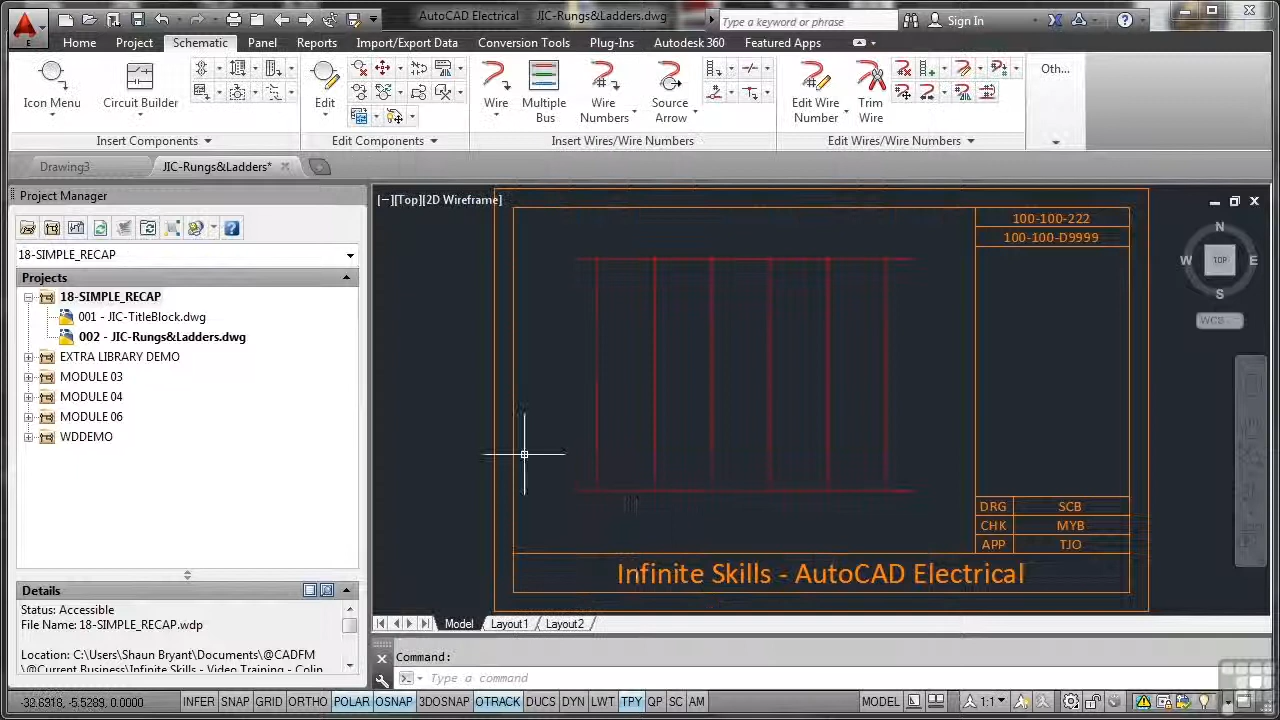 AutoCAD Electrical JIC-Rungs&Ladders.dwg
Type a keyword or phrase
Sign In
Home Project Schematic Panel Reports Import/Export Data Conversion Tools Plug-Ins Autodesk 360 Featured Apps
Icon Menu
Circuit Builder
Edit
Wire
Multiple Bus
Wire Numbers
Source Arrow
Edit Wire Number
Trim Wire
Oth...
Insert Components
Edit Components
Insert Wires/Wire Numbers
Edit Wires/Wire Numbers
Drawing3
JIC-Rungs&Ladders*
Project Manager
18-SIMPLE_RECAP
Projects
18-SIMPLE_RECAP
001 - JIC-TitleBlock.dwg
002 - JIC-Rungs&Ladders.dwg
EXTRA LIBRARY DEMO
MODULE 03
MODULE 04
MODULE 06
WDDEMO
Details
Status: Accessible
File Name: 18-SIMPLE_RECAP.wdp
Location: C:\Users\Shaun Bryant\Documents\@CADFM
\@Current Business\Infinite Skills - Video Training - Colin
[−][Top][2D Wireframe]
100-100-222
100-100-D9999
N
W TOP E
S
WCS
DRG SCB
CHK MYB
APP TJO
Infinite Skills - AutoCAD Electrical
Model Layout1 Layout2
Command:
Type a command
-32.6918, -5.5289, 0.0000
INFER SNAP GRID ORTHO POLAR OSNAP 3DOSNAP OTRACK DUCS DYN LWT TPY QP SC AM
MODEL
1:1